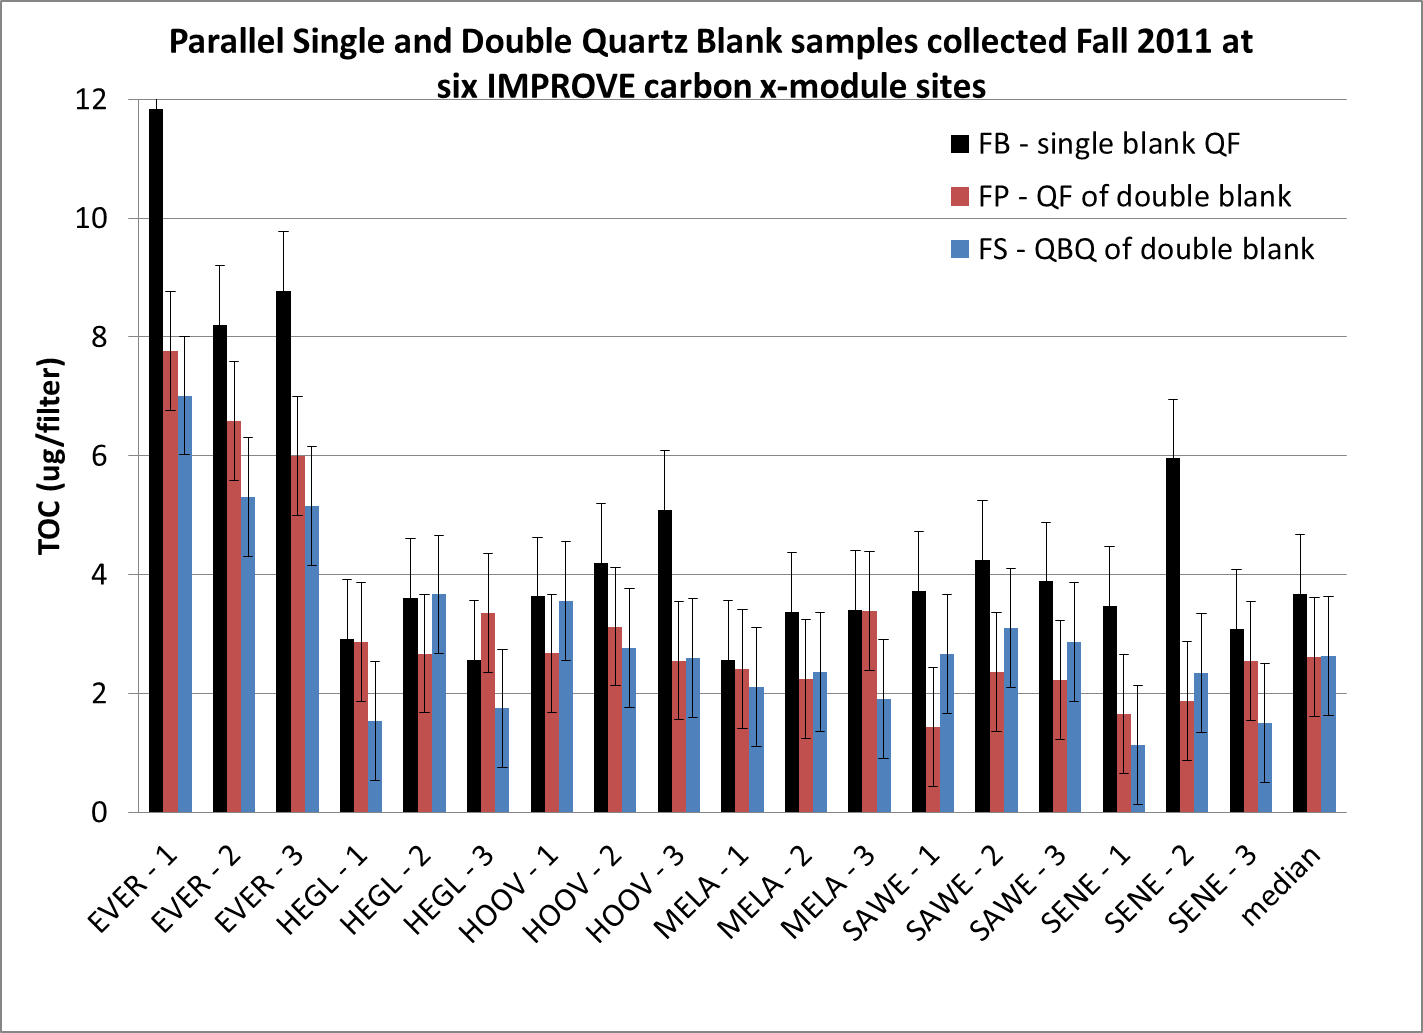 Parallel Single and Double Quartz Blank samples collected Fall 2011 at
six IMPROVE carbon x-module sites
12
10
8
6
4
2
0
TOC (ug/filter)
FB - single blank QF
FP - QF of double blank
FS - QBQ of double blank
EVER - 1
EVER - 2
EVER - 3
HEGL - 1
HEGL - 2
HEGL - 3
HOOV - 1
HOOV - 2
HOOV - 3
MELA - 1
MELA - 2
MELA - 3
SAWE - 1
SAWE - 2
SAWE - 3
SENE - 1
SENE - 2
SENE - 3
median